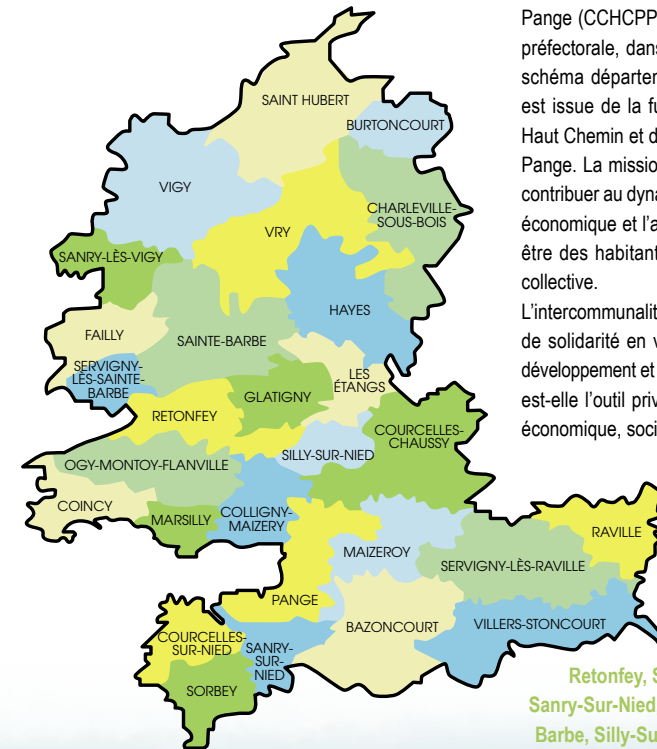 SAINT HUBERT
BURTONCOURT
VIGY
CHARLEVILLE-
SOUS-BOIS
VRY
SANRY-LÈS-VIGY
HAYES
FAILLY
SAINTE-BARBE
SERVIGNY-
LÈS-SAINTE-
BARBE
LES
ÉTANGS
GLATIGNY
RETONFEY
COURCELLES-
CHAUSSY
SILLY-SUR-NIED
OGY-MONTOY-FLANVILLE
COINCY
MARSILLY
COLLIGNY-
MAIZERY
RAVILLE
MAIZEROY
SERVIGNY-LÈS-RAVILLE
PANGE
BAZONCOURT
VILLERS-STONCOURT
COURCELLES-
SUR-NIED
SANRY-
SUR-
NIED
SORBEY
Pange (CCHCPP
préfectorale, dans
schéma départer
est issue de la fu
Haut Chemin et d
Pange. La mission
contribuer au dyna
économique et l’a
être des habitant
collective.
L’intercommunalit
de solidarité en v
développement et
est-elle l’outil priv
économique, soci
Retonfey, S
Sanry-Sur-Nied
Barbe, Silly-Su